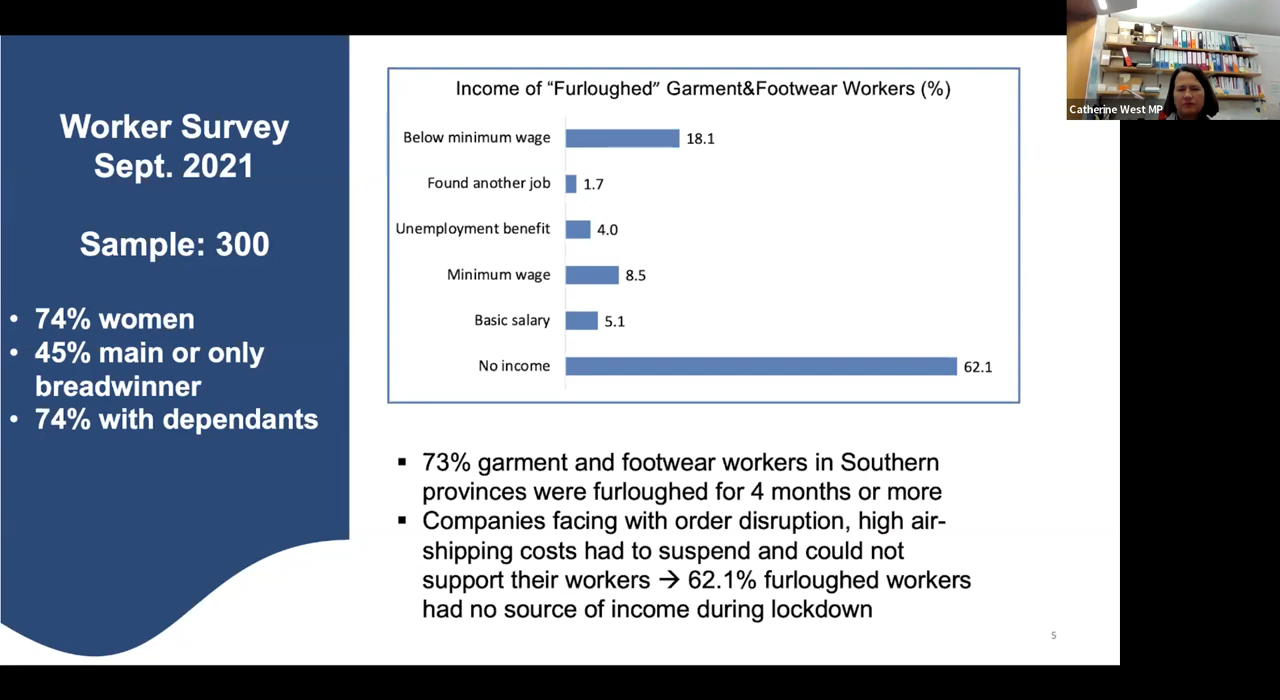 Worker Survey
Sept. 2021
Sample: 300
• 74% women
• 45% main or only
breadwinner
• 74% with dependants
Income of “Furloughed” Garment&Footwear Workers (%)
Below minimum wage 18.1
Found another job 1.7
Unemployment benefit 4.0
Minimum wage 8.5
Basic salary 5.1
No income 62.1
▪ 73% garment and footwear workers in Southern
provinces were furloughed for 4 months or more
▪ Companies facing with order disruption, high air-
shipping costs had to suspend and could not
support their workers → 62.1% furloughed workers
had no source of income during lockdown
5
Catherine West MP